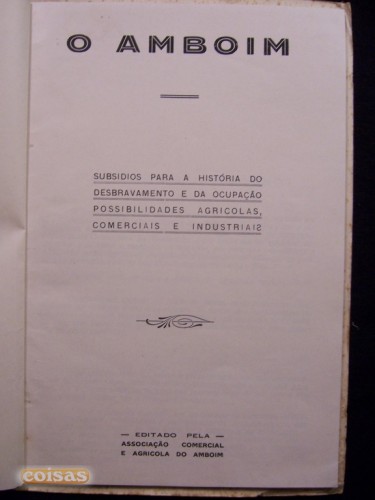 O AMBOIM
SUBSIDIOS PARA A HISTÓRIA DO
DESBRAVAMENTO E DA OCUPAÇÃO
POSSIBILIDADES AGRICOLAS,
COMERCIAIS E INDUSTRIAIS
— EDITADO PELA —
ASSOCIAÇÃO COMERCIAL
E AGRICOLA DO AMBOIM
coisas